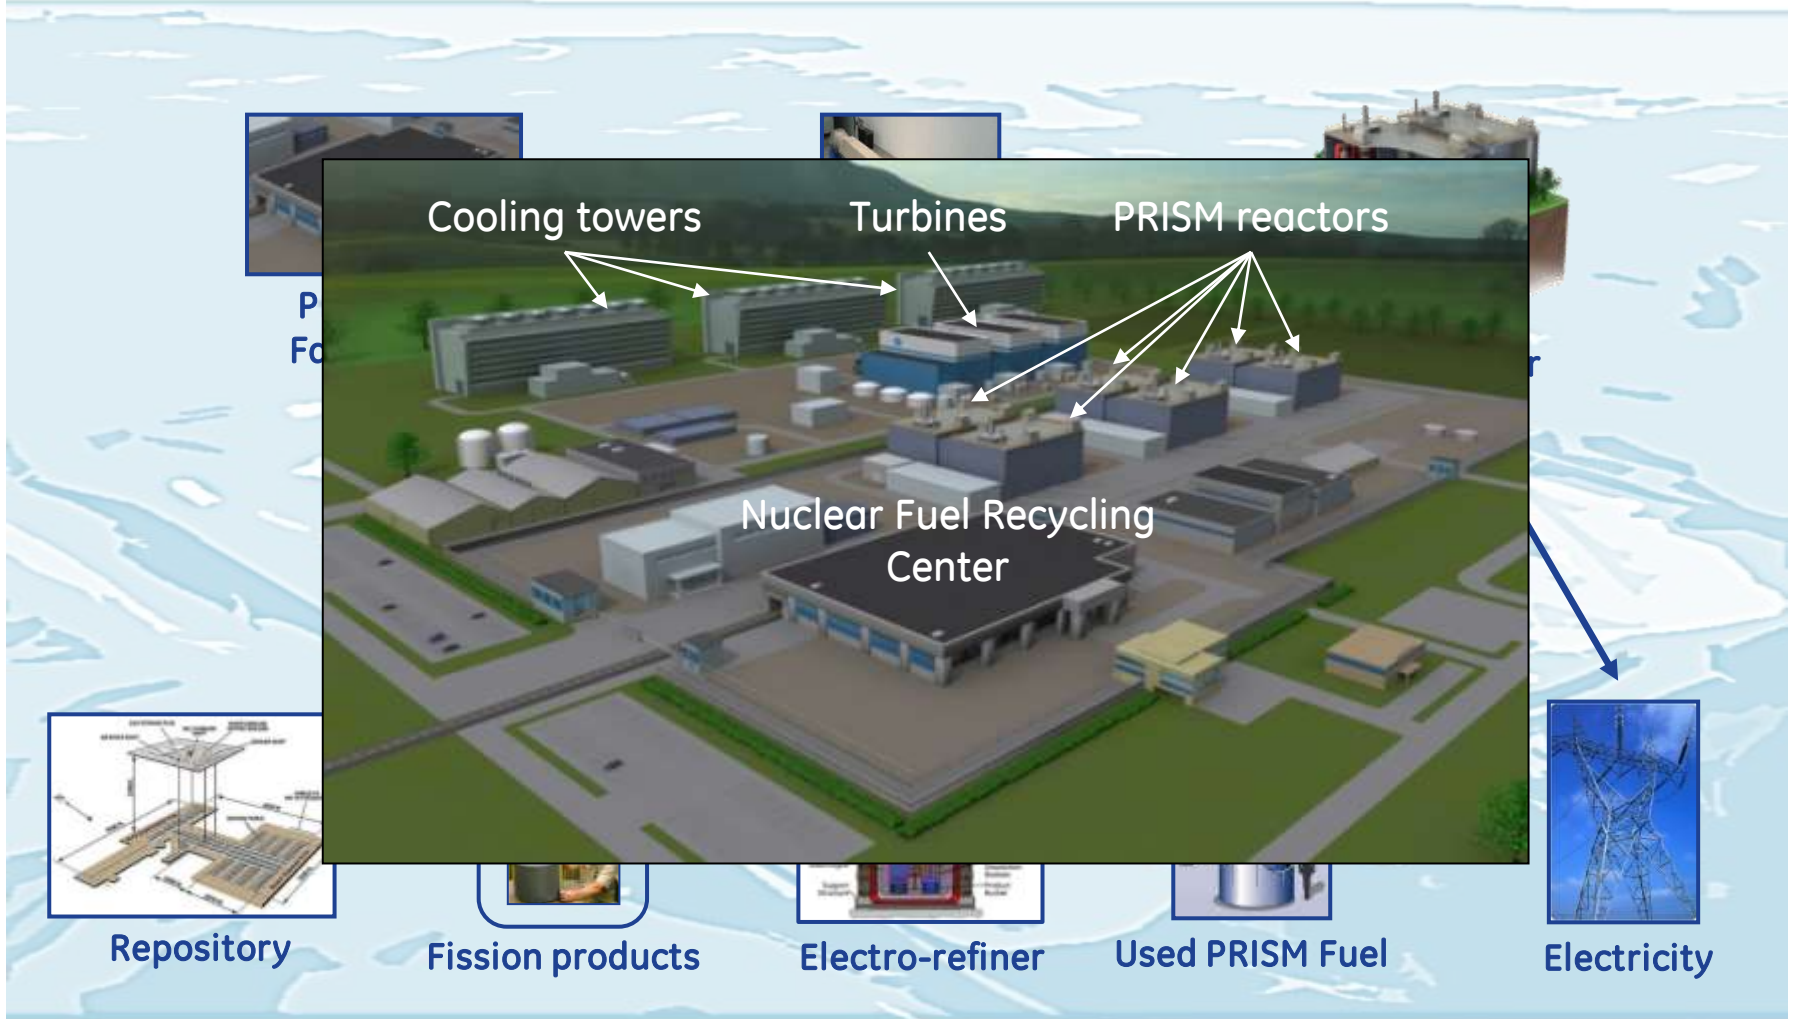 Cooling towers
Turbines
PRISM reactors
Nuclear Fuel Recycling
Center
Repository
Fission products
Electro-refiner
Used PRISM Fuel
Electricity